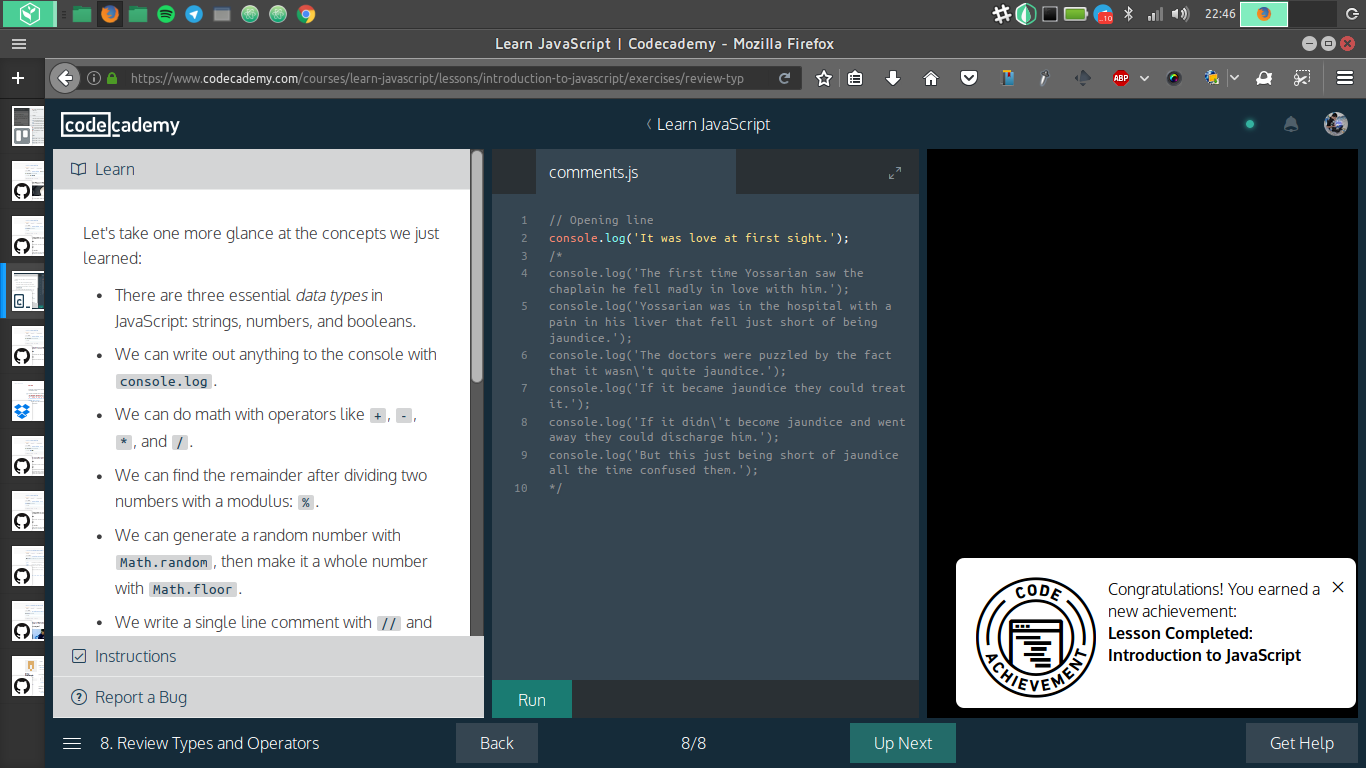 22:46
Learn JavaScript | Codecademy - Mozilla Firefox
https://www.codecademy.com/courses/learn-javascript/lessons/introduction-to-javascript/exercises/review-typ
ABP
codecademy
Learn JavaScript
Learn
Let's take one more glance at the concepts we just
learned:
• There are three essential data types in
JavaScript: strings, numbers, and booleans.
• We can write out anything to the console with
console.log.
• We can do math with operators like +, -,
*, and /.
• We can find the remainder after dividing two
numbers with a modulus: %.
• We can generate a random number with
Math.random, then make it a whole number
with Math.floor.
• We write a single line comment with // and
Instructions
Report a Bug
comments.js
1 // Opening line
2 console.log('It was love at first sight.');
3 /*
4 console.log('The first time Yossarian saw the
chaplain he fell madly in love with him.');
5 console.log('Yossarian was in the hospital with a
pain in his liver that fell just short of being
jaundice.');
6 console.log('The doctors were puzzled by the fact
that it wasn\'t quite jaundice.');
7 console.log('If it became jaundice they could treat
it.');
8 console.log('If it didn\'t become jaundice and went
away they could discharge him.');
9 console.log('But this just being short of jaundice
all the time confused them.');
10 */
Run
CODE
ACHIEVEMENT
Congratulations! You earned a
new achievement:
Lesson Completed:
Introduction to JavaScript
8. Review Types and Operators
Back
8/8
Up Next
Get Help